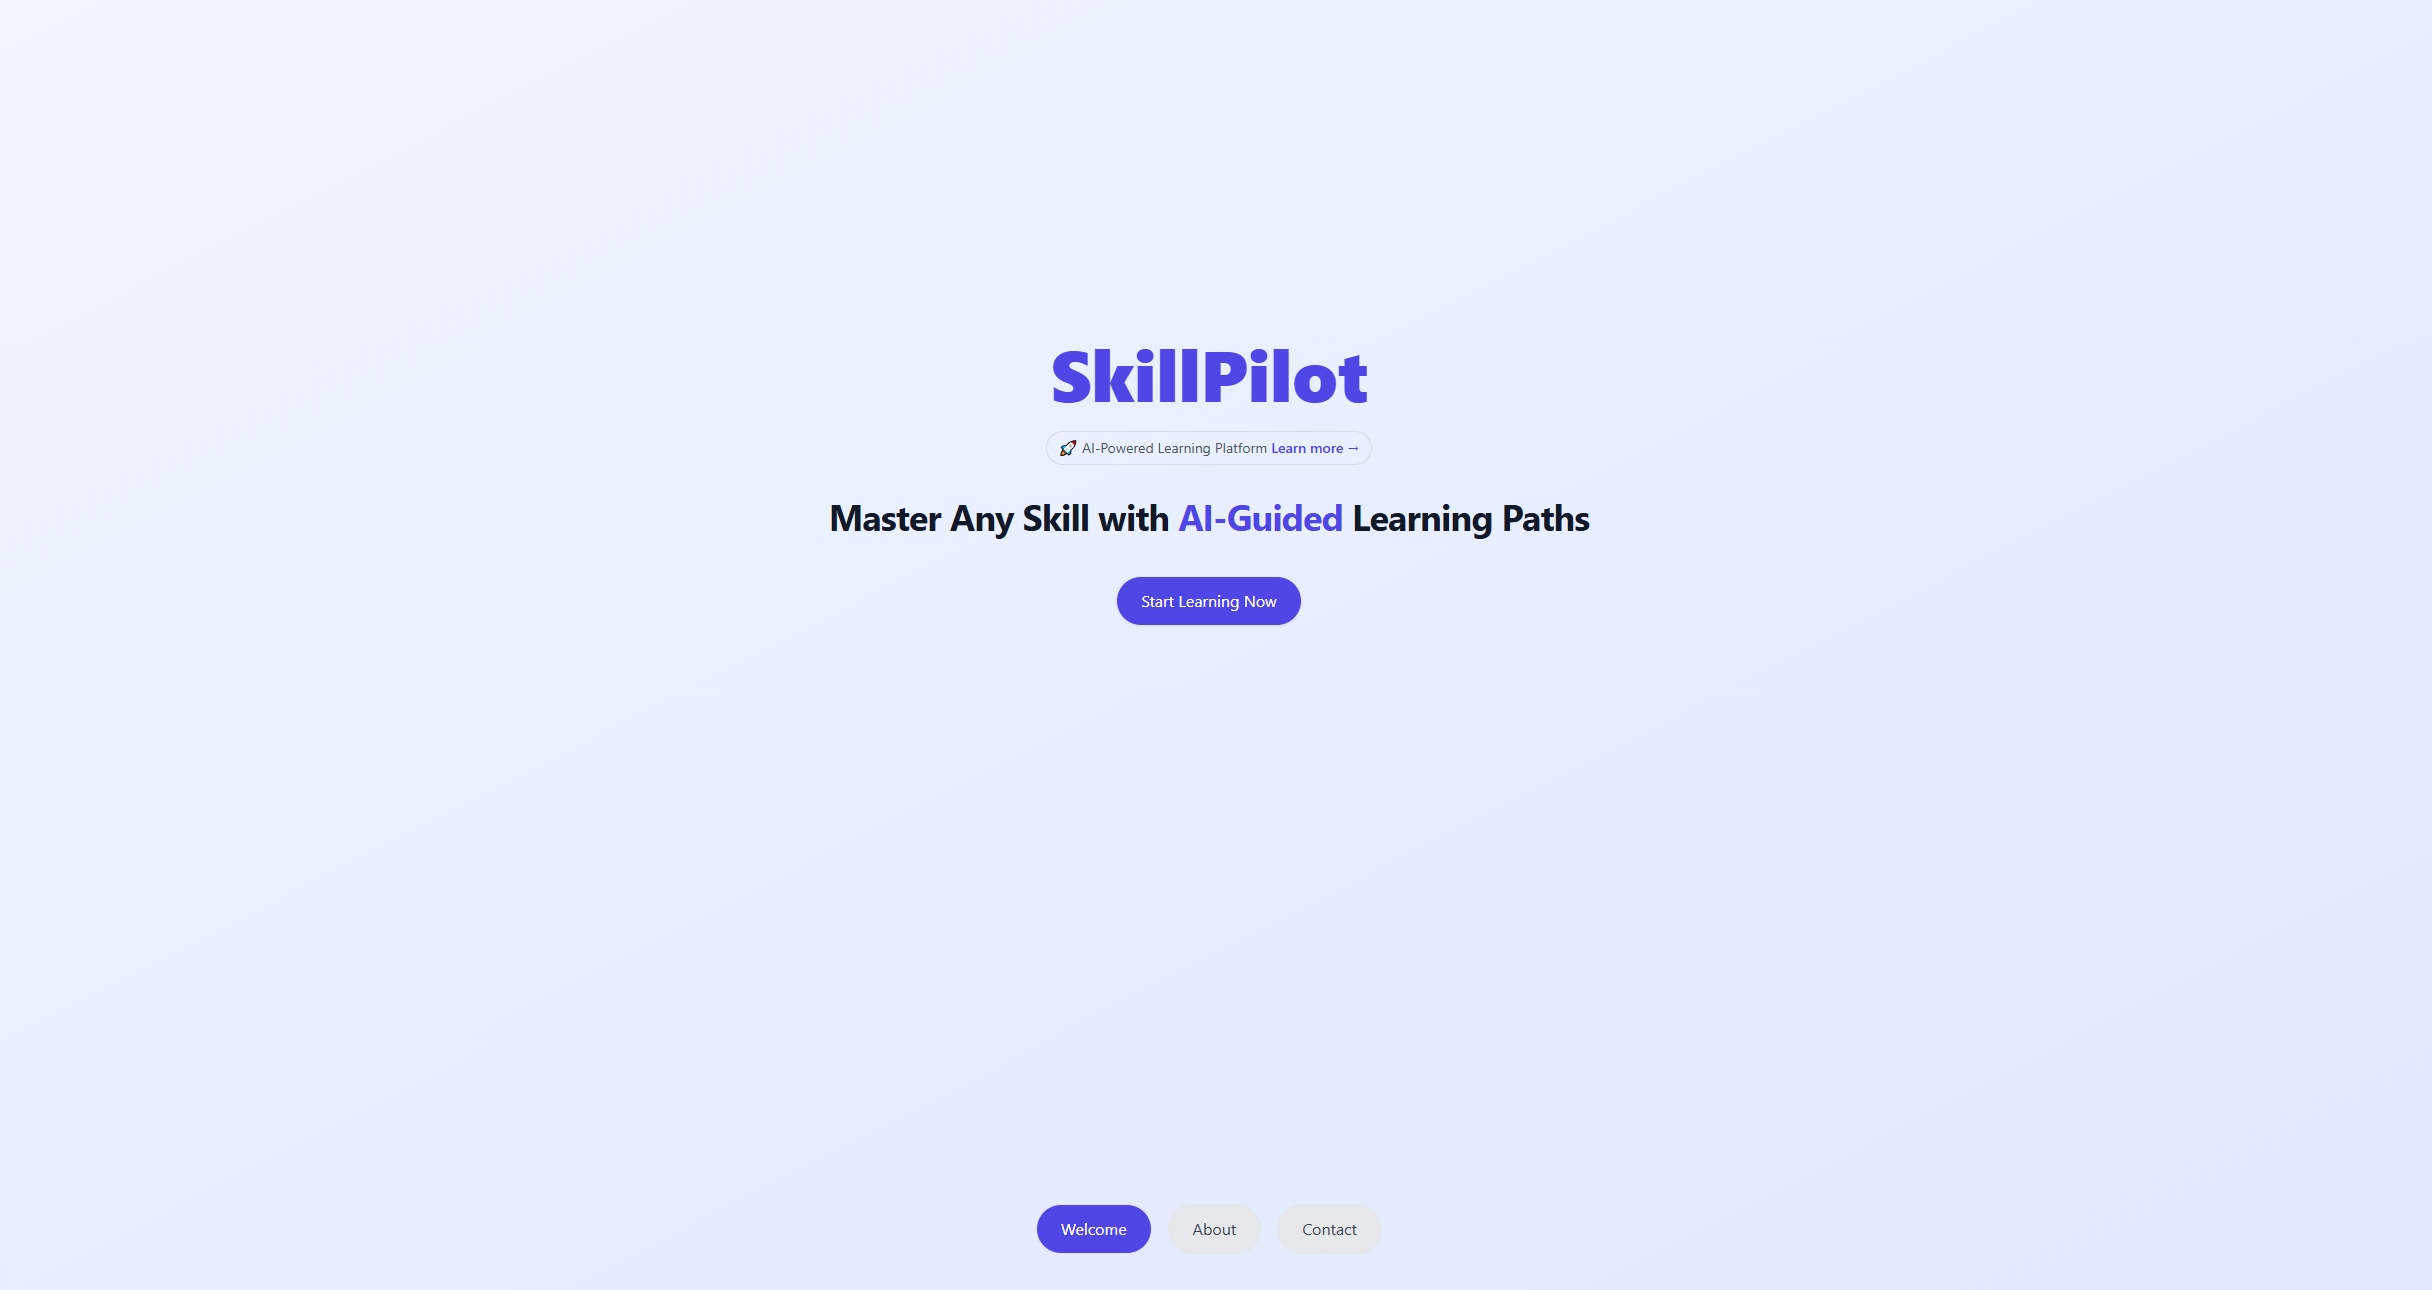 SkillPilot
🚀 AI-Powered Learning Platform Learn more →
Master Any Skill with AI-Guided Learning Paths
Start Learning Now
Welcome
About
Contact